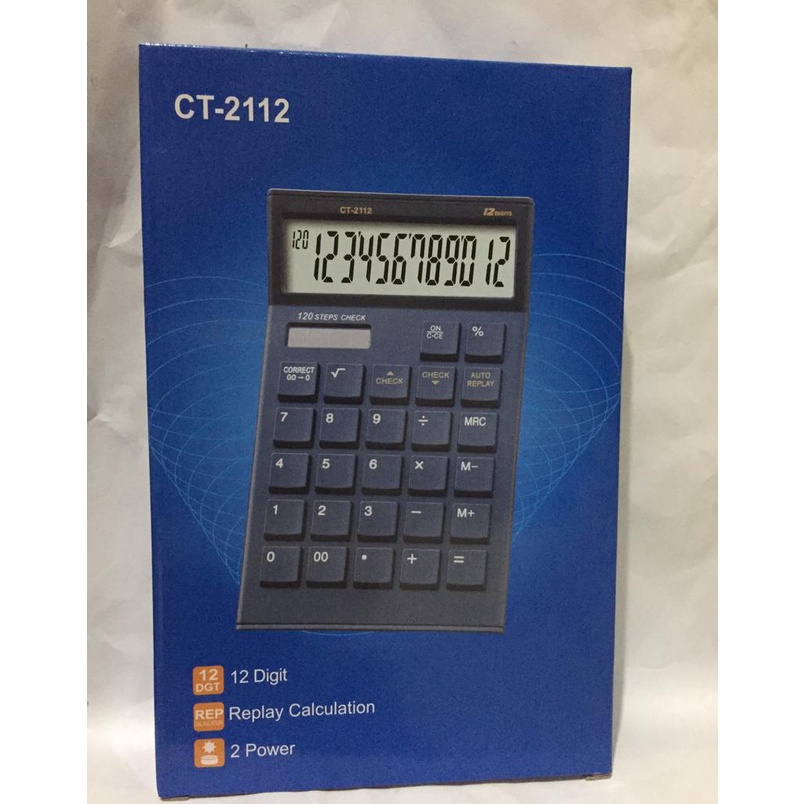 CT-2112
CT-2112 12 DIGITS
120 123456789012
120 STEPS CHECK
ON
C·CE %
CORRECT
00→0 √ CHECK CHECK AUTO
REPLAY
7 8 9 ÷ MRC
4 5 6 × M−
1 2 3 − M+
0 00 • + =
12
DGT 12 Digit
REP Replay Calculation
2 Power